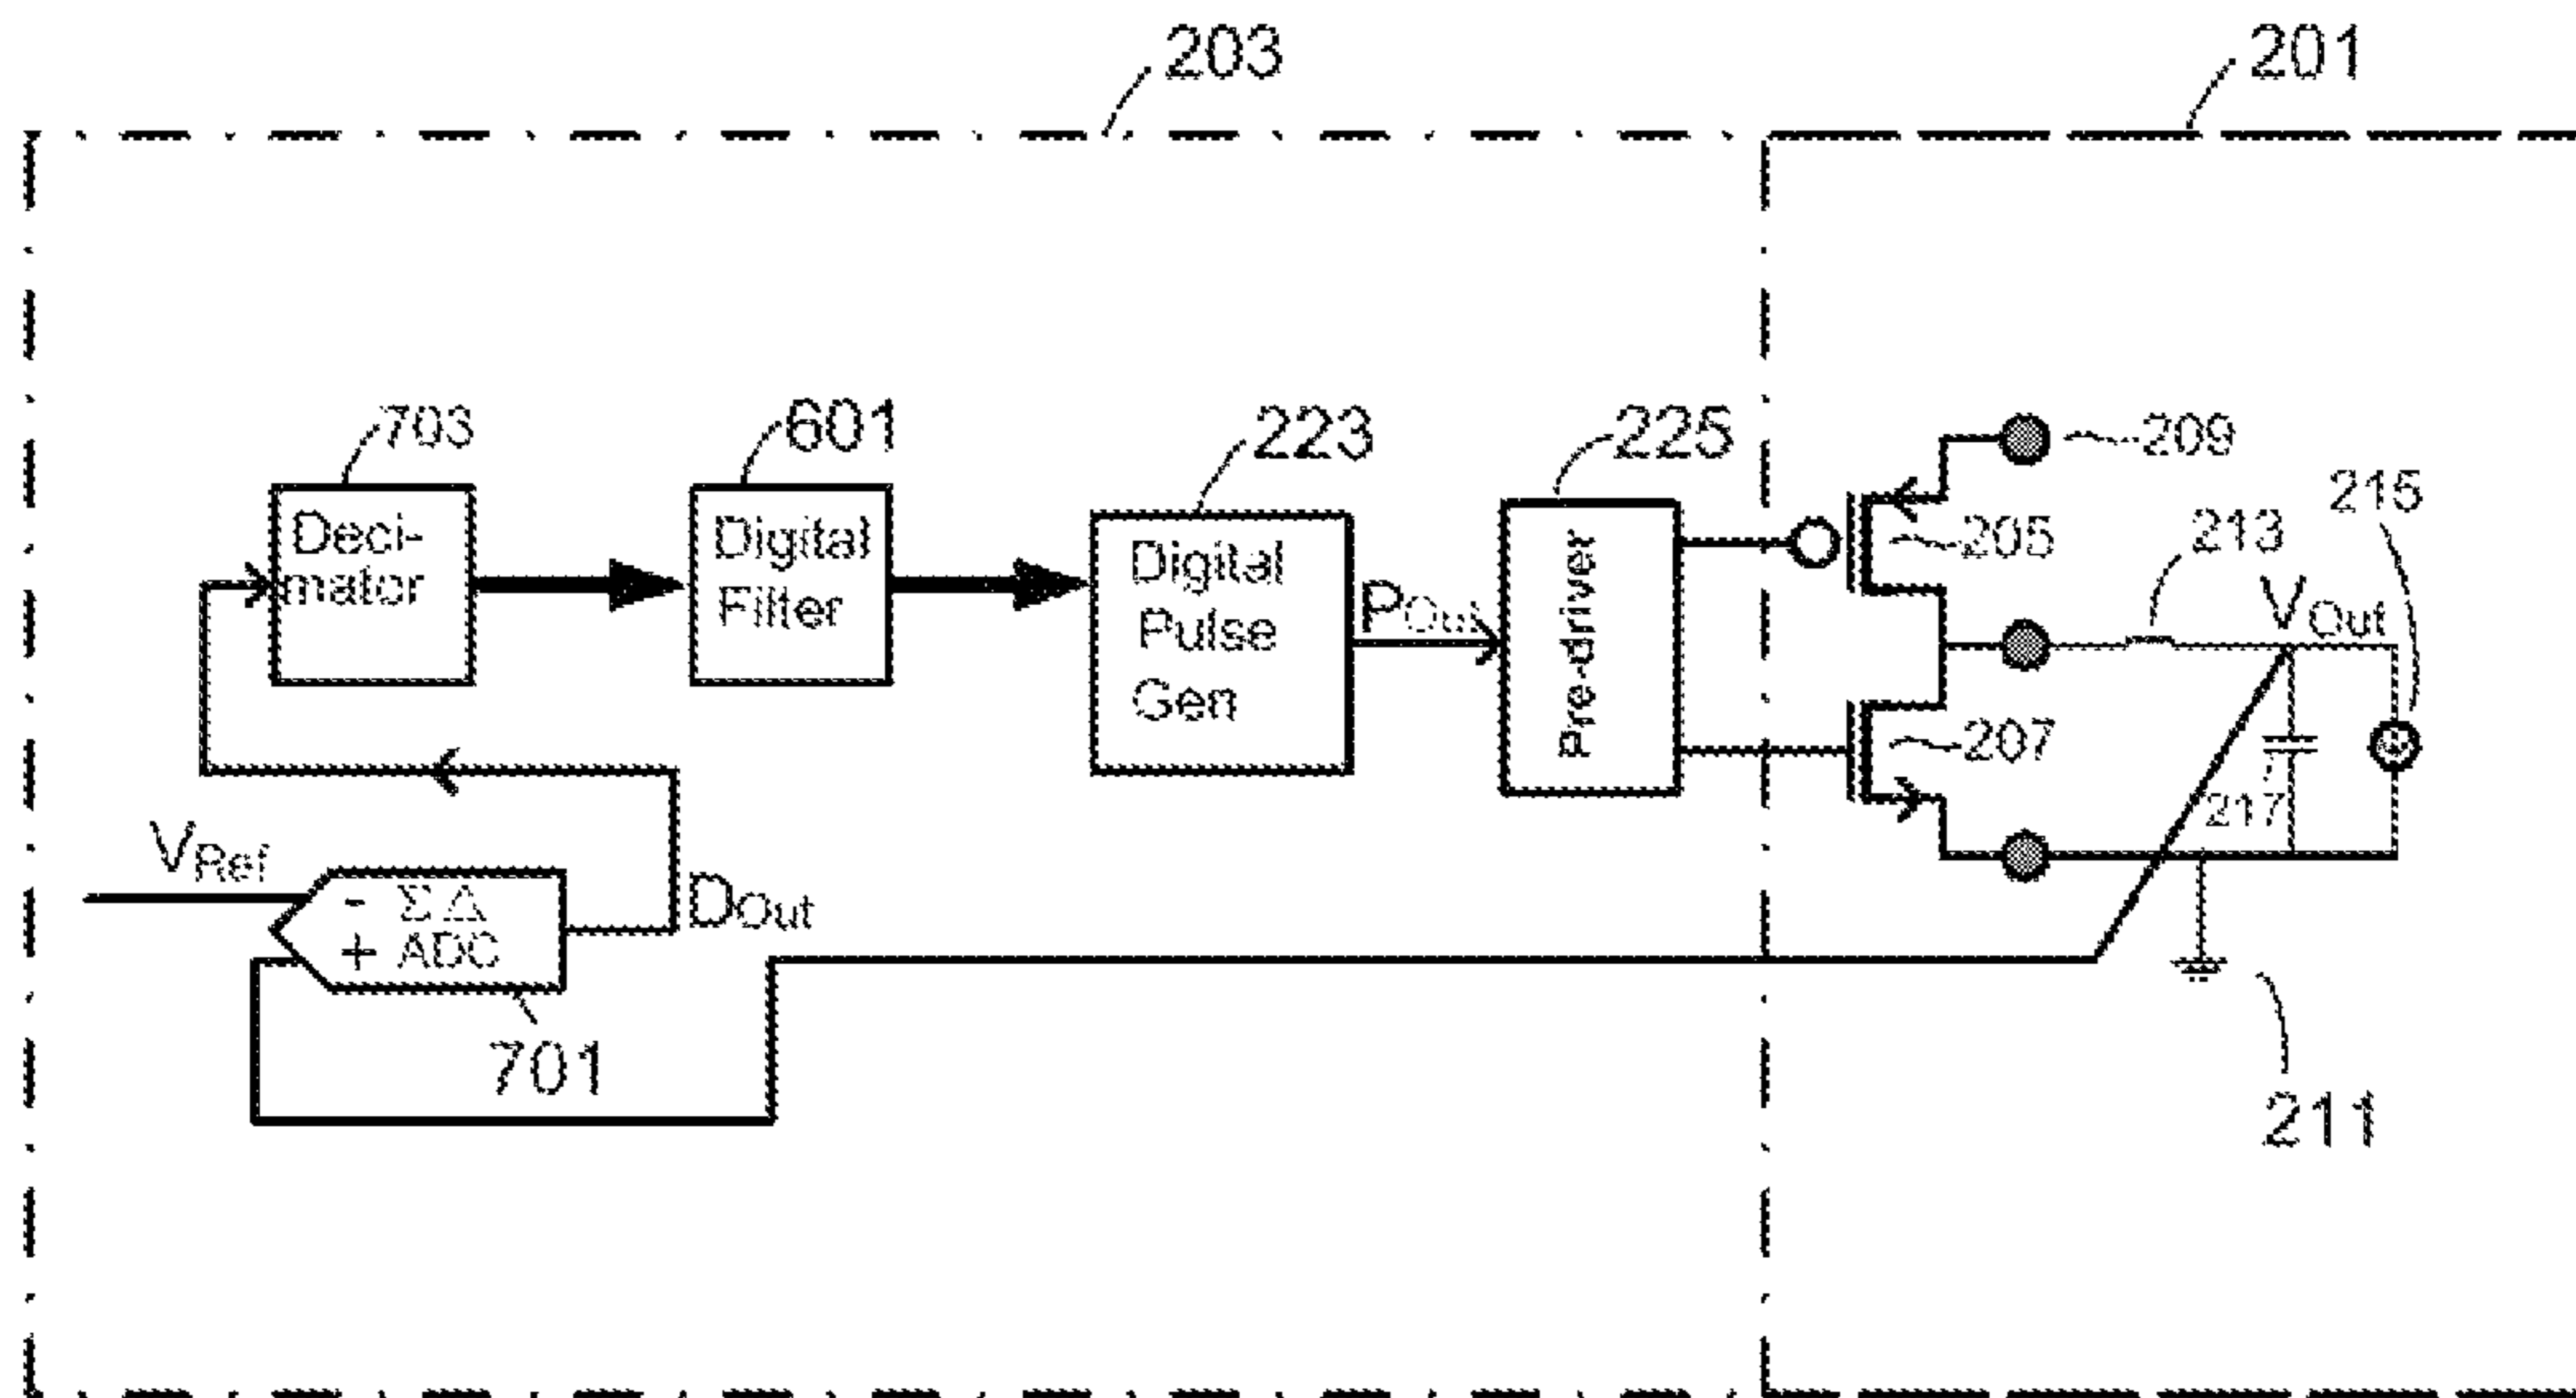 203
201
703
601
223
225
209
215
Deci-
mator
Digital
Filter
Digital
Pulse
Gen
POut
Pre-driver
205
213
VOut
207
217
VRef
- Σ Δ
+ ADC
DOut
701
211